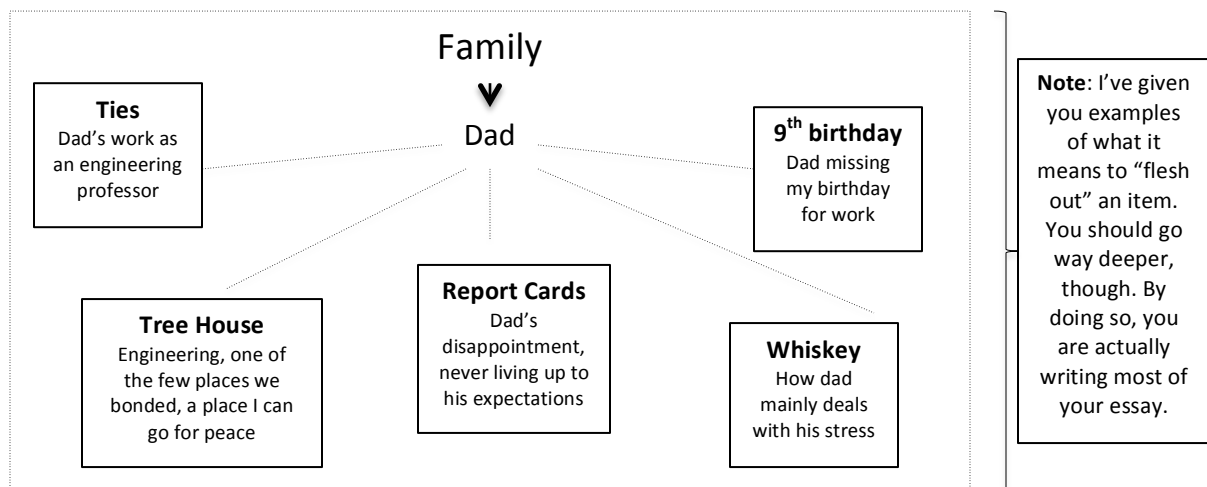 Family
Dad
Ties
Dad’s work as
an engineering
professor
9th birthday
Dad missing
my birthday
for work
Tree House
Engineering, one of
the few places we
bonded, a place I can
go for peace
Report Cards
Dad’s
disappointment,
never living up to
his expectations
Whiskey
How dad
mainly deals
with his stress
Note: I’ve given
you examples
of what it
means to “flesh
out” an item.
You should go
way deeper,
though. By
doing so, you
are actually
writing most of
your essay.